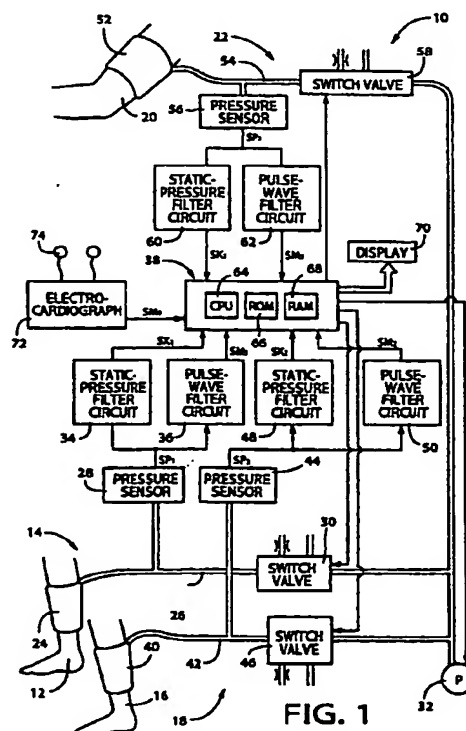 52
22
10
54
58
SWITCH VALVE
20
56
PRESSURE
SENSOR
SP₃
STATIC-
PRESSURE
FILTER
CIRCUIT
PULSE-
WAVE
FILTER
CIRCUIT
74
60
62
70
DISPLAY
38
SK₃
64
SM₃
68
ELECTRO-
CARDIOGRAPH
CPU
ROM
RAM
72
66
SK₁
SK₂
SM₂
STATIC-
PRESSURE
FILTER
CIRCUIT
PULSE-
WAVE
FILTER
CIRCUIT
STATIC-
PRESSURE
FILTER
CIRCUIT
PULSE-
WAVE
FILTER
CIRCUIT
34
36
48
50
28
SP₁
SP₂
44
PRESSURE
SENSOR
PRESSURE
SENSOR
14
30
SWITCH
VALVE
26
24
40
SWITCH
VALVE
42
46
12
16
18
P
32
FIG. 1